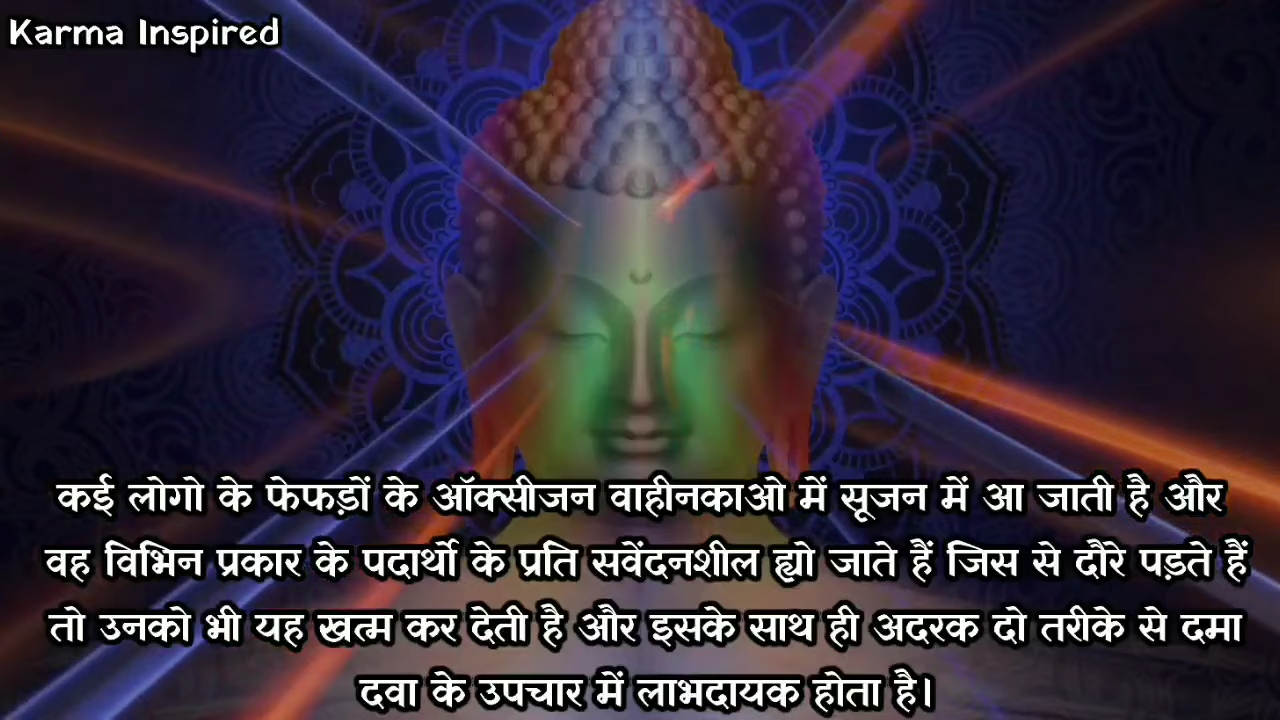 Karma Inspired
कई लोगो के फेफड़ों के ऑक्सीजन वाहीनकाओ में सूजन में आ जाती है और
वह विभिन प्रकार के पदार्थो के प्रति सवेंदनशील ह्यो जाते हैं जिस से दौरे पड़ते हैं
तो उनको भी यह खत्म कर देती है और इसके साथ ही अदरक दो तरीके से दमा
दवा के उपचार में लाभदायक होता है।